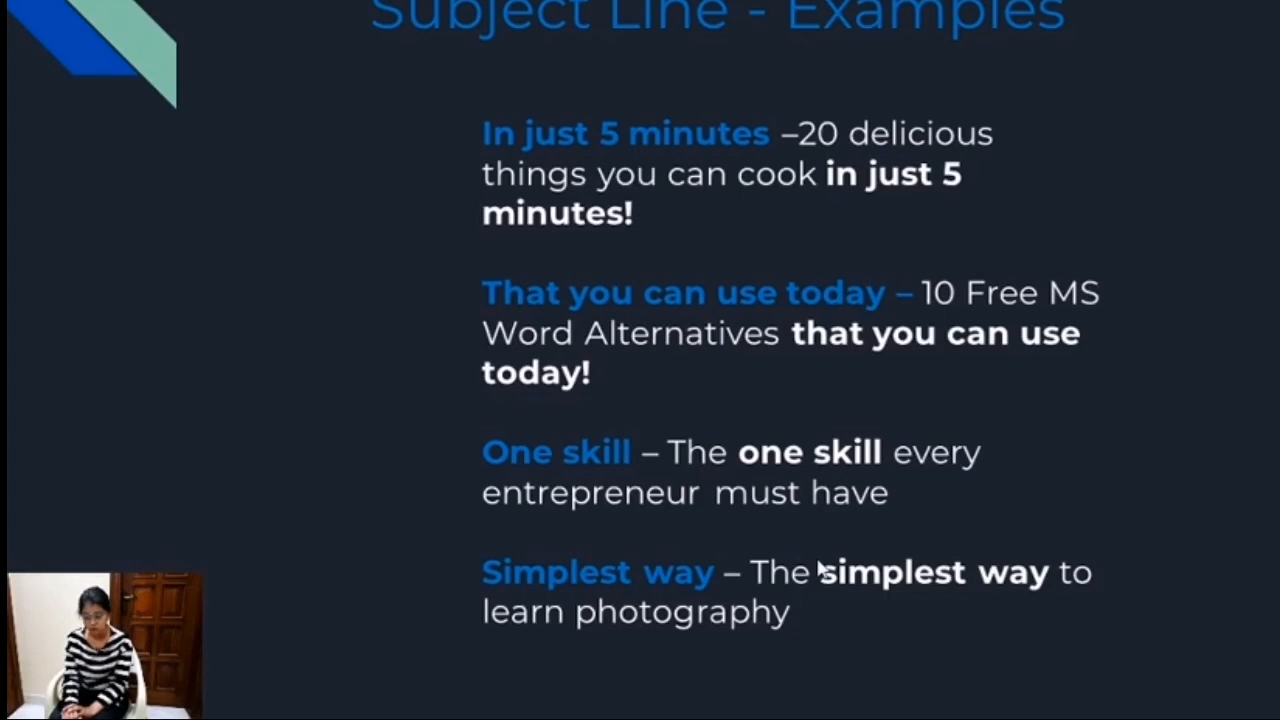 Subject Line - Examples
In just 5 minutes –20 delicious
things you can cook in just 5
minutes!
That you can use today – 10 Free MS
Word Alternatives that you can use
today!
One skill – The one skill every
entrepreneur must have
Simplest way – The simplest way to
learn photography